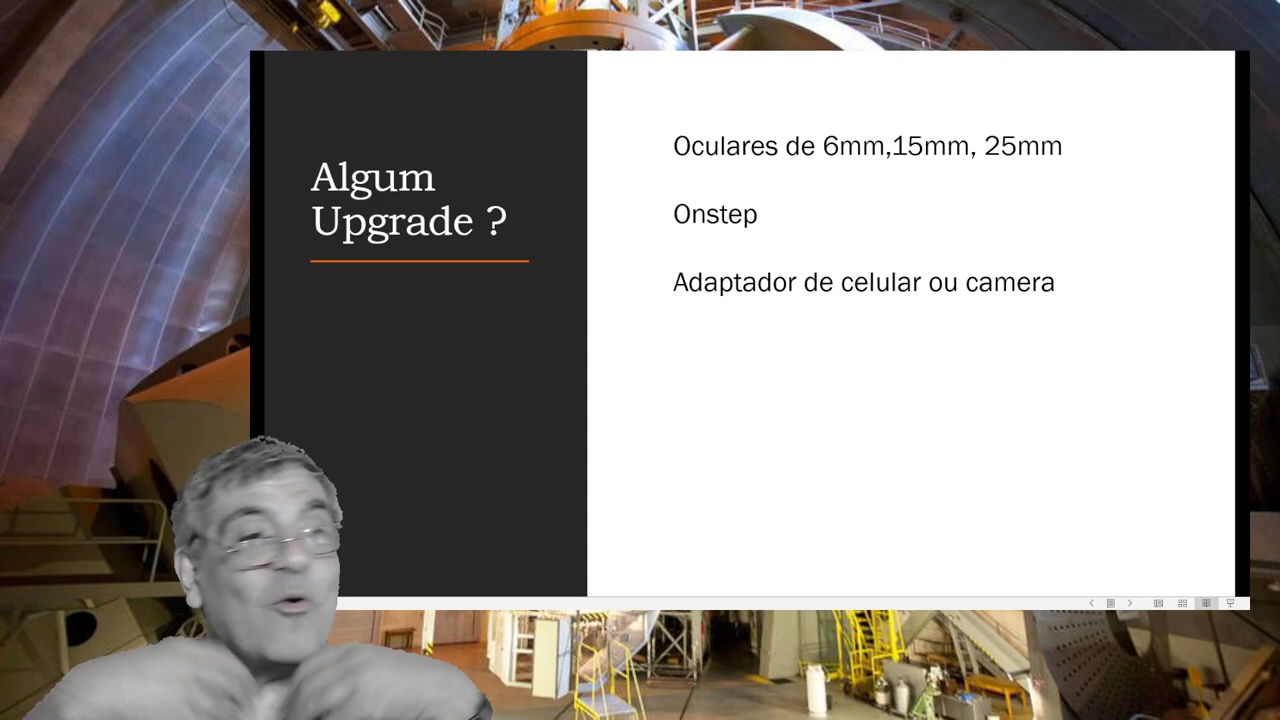 Algum
Upgrade ?
Oculares de 6mm,15mm, 25mm
Onstep
Adaptador de celular ou camera